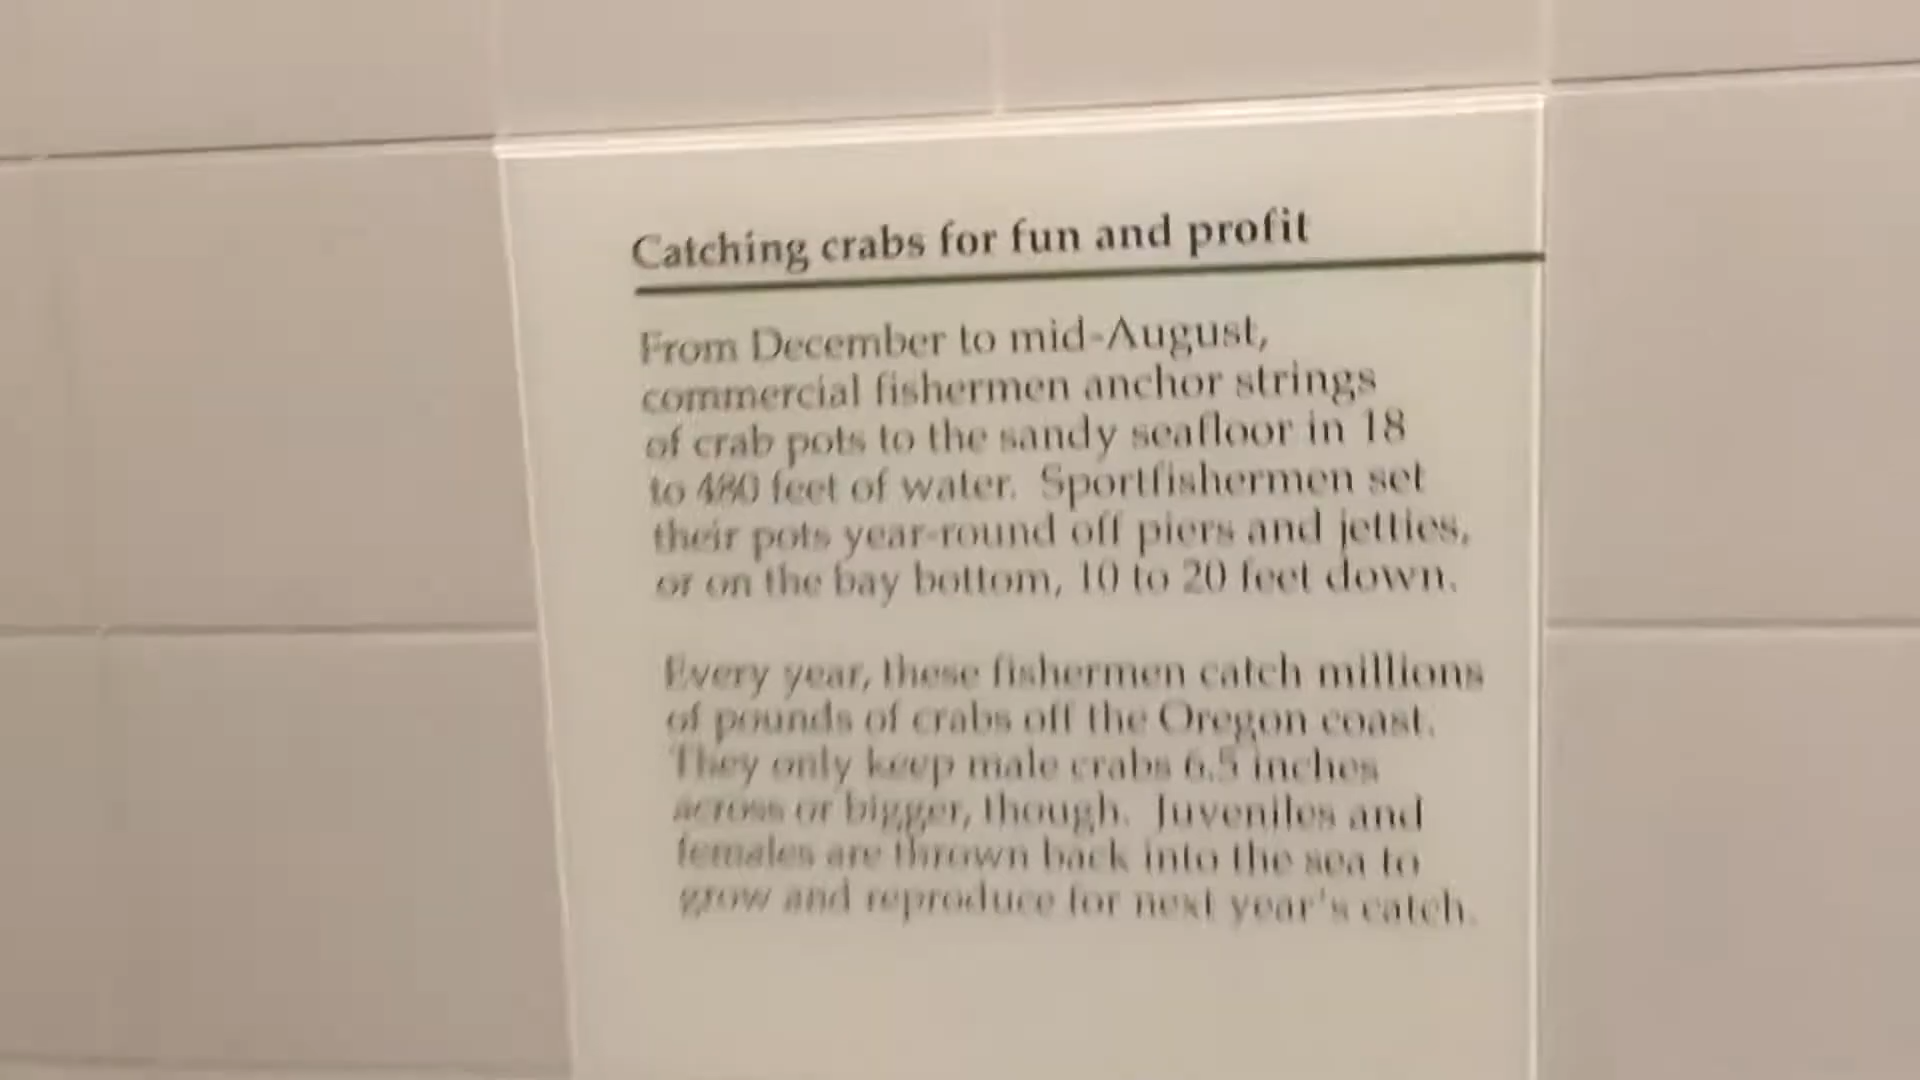 Catching crabs for fun and profit
From December to mid-August,
commercial fishermen anchor strings
of crab pots to the sandy seafloor in 18
to 480 feet of water. Sportfishermen set
their pots year-round off piers and jetties,
or on the bay bottom, 10 to 20 feet down.
Every year, these fishermen catch millions
of pounds of crabs off the Oregon coast.
They only keep male crabs 6.5 inches
across or bigger, though. Juveniles and
females are thrown back into the sea to
grow and reproduce for next year's catch.